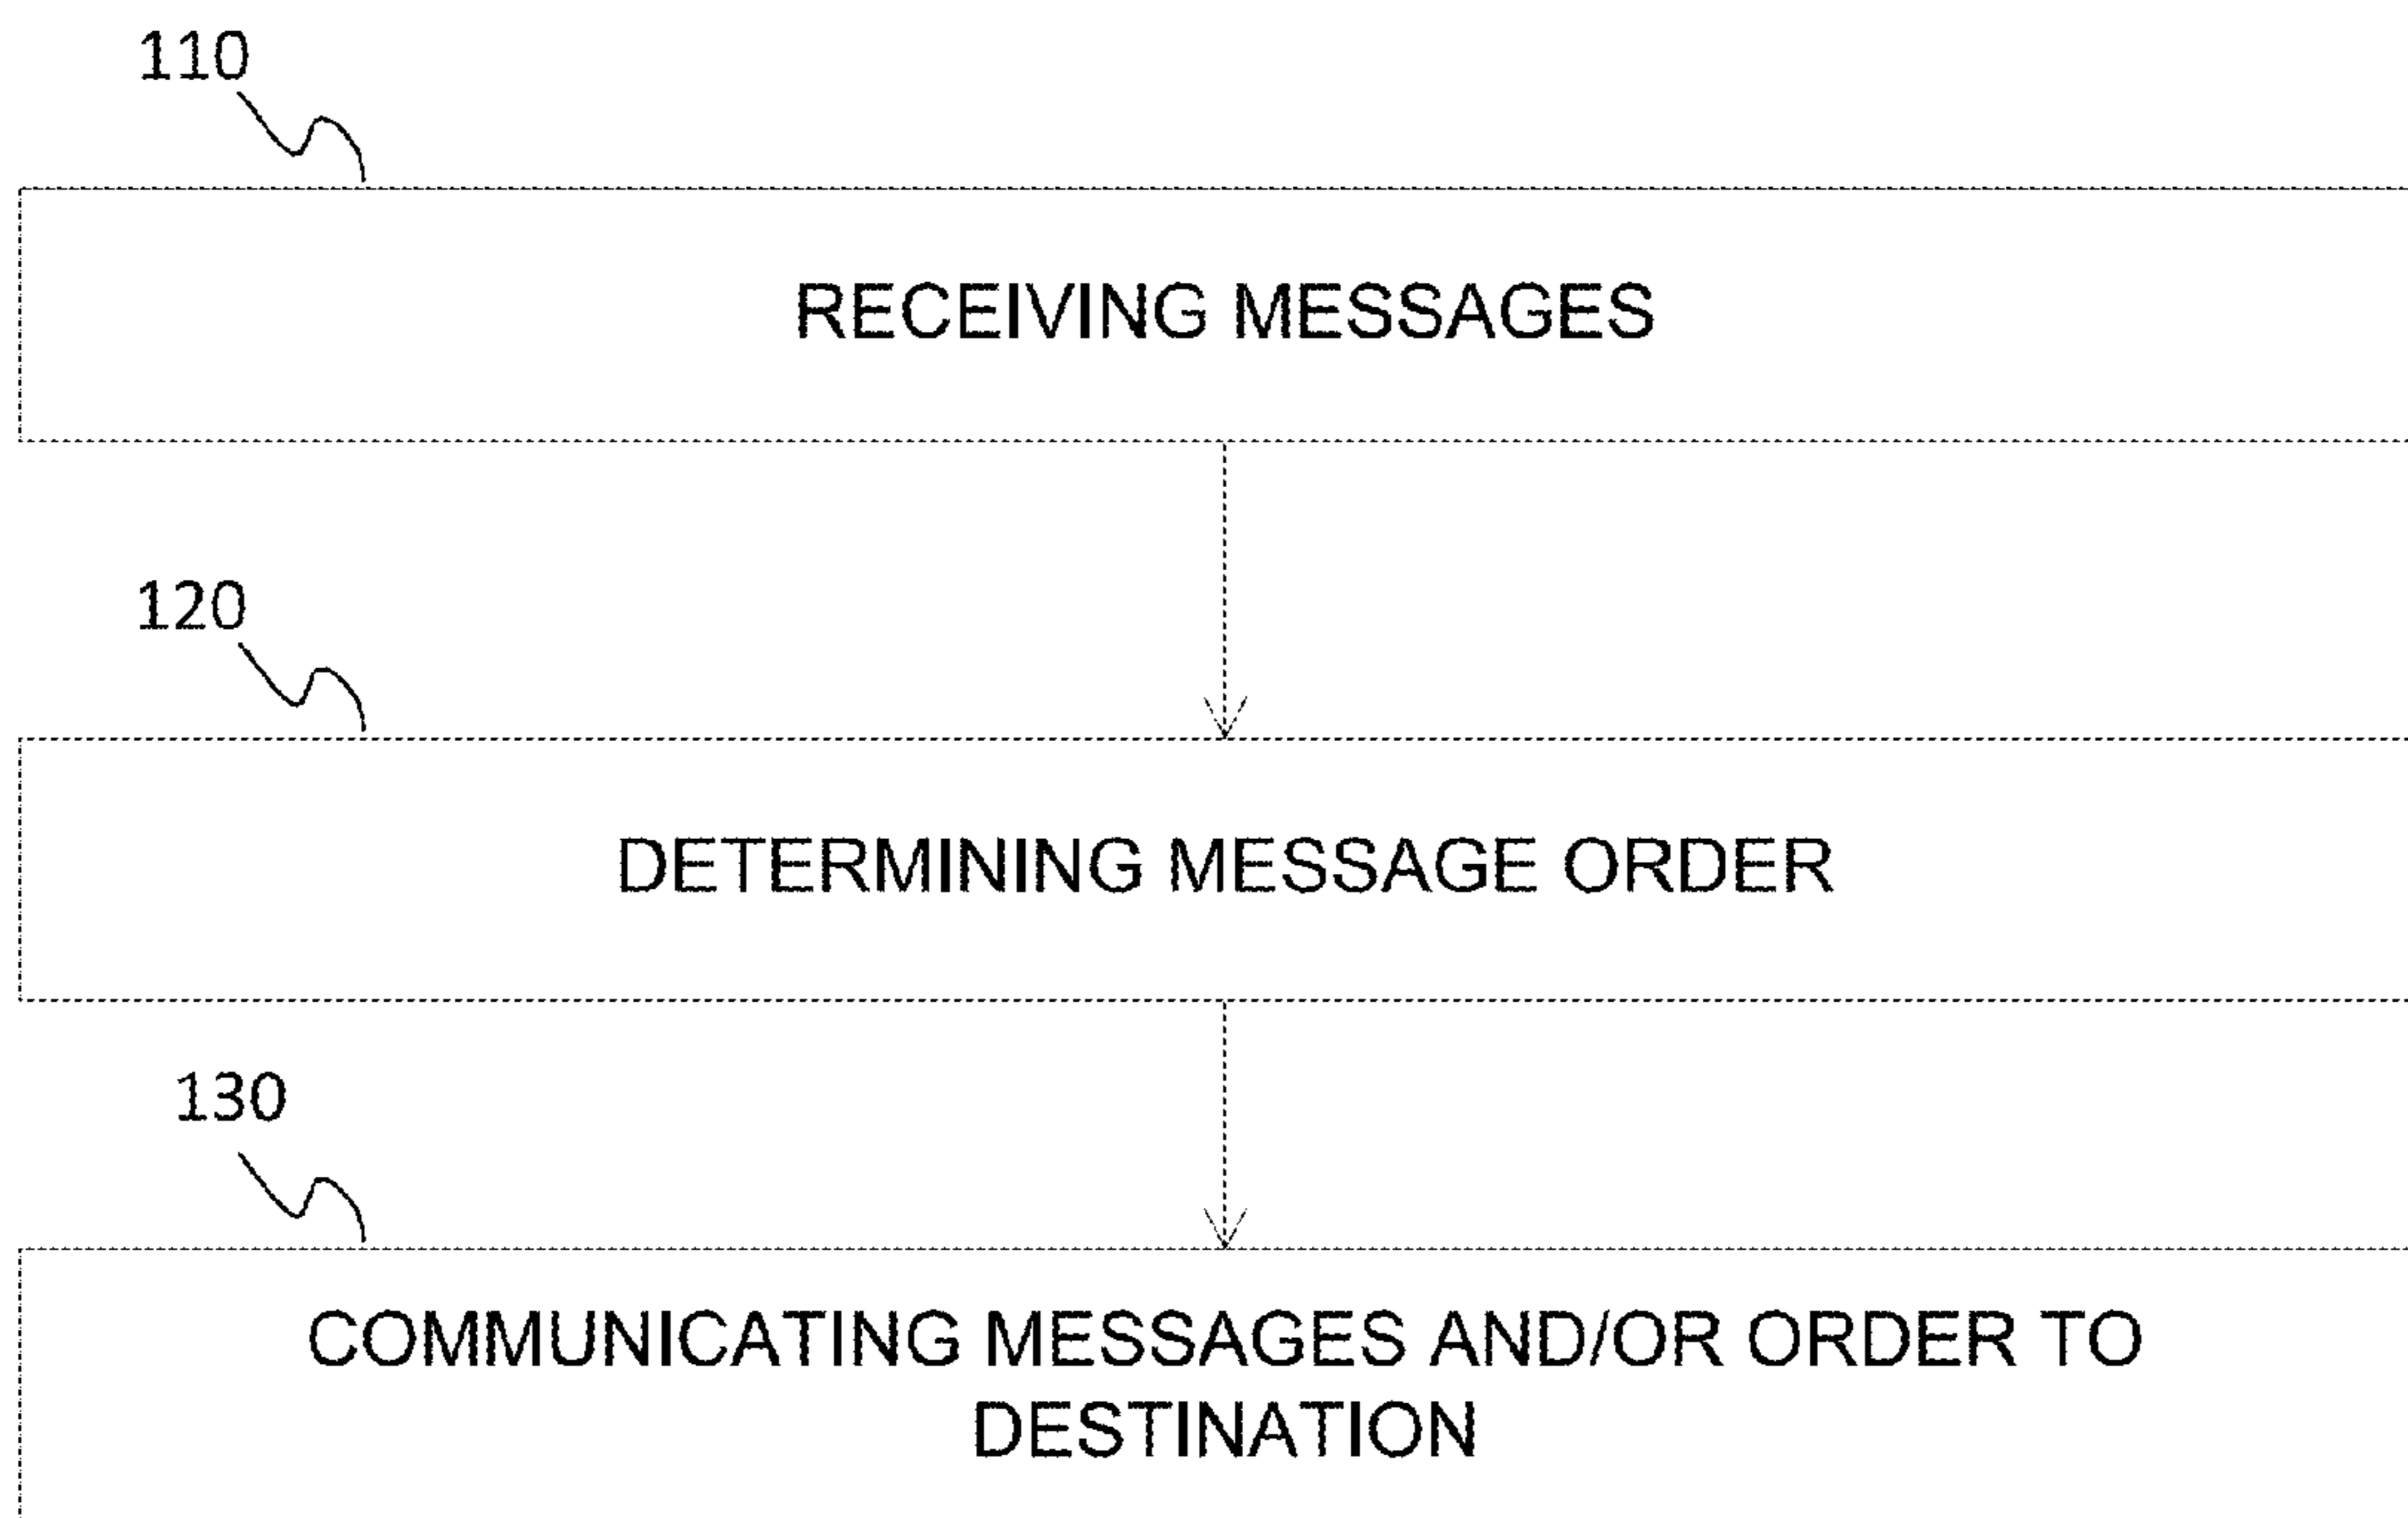 110
RECEIVING MESSAGES
120
DETERMINING MESSAGE ORDER
130
COMMUNICATING MESSAGES AND/OR ORDER TO
DESTINATION